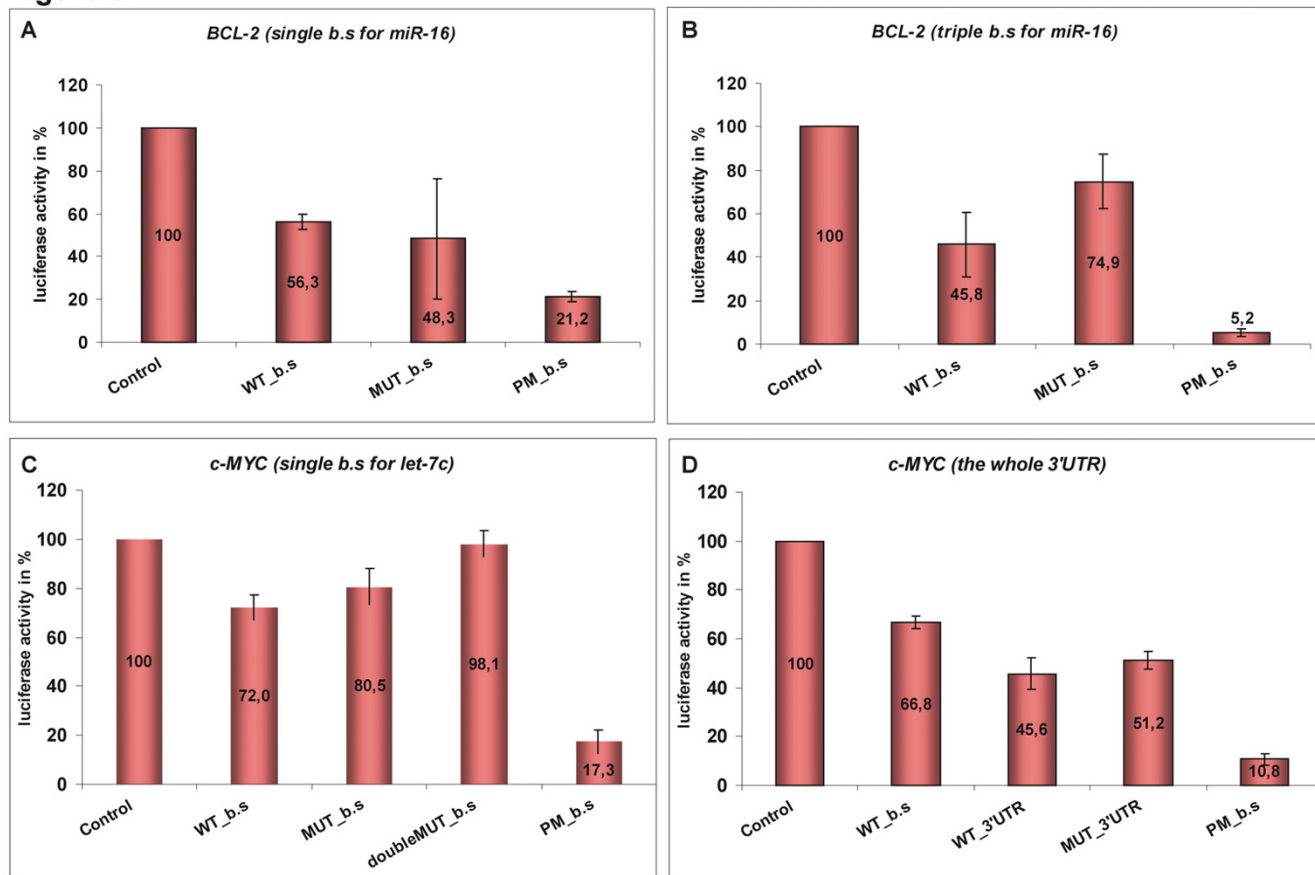 A
BCL-2 (single b.s for miR-16)
luciferase activity in %
120
100
80
60
40
20
0
100
56,3
48,3
21,2
Control
WT_b.s
MUT_b.s
PM_b.s
B
BCL-2 (triple b.s for miR-16)
luciferase activity in %
120
100
80
60
40
20
0
100
45,8
74,9
5,2
Control
WT_b.s
MUT_b.s
PM_b.s
C
c-MYC (single b.s for let-7c)
luciferase activity in %
120
100
80
60
40
20
0
100
72,0
80,5
98,1
17,3
Control
WT_b.s
MUT_b.s
doubleMUT_b.s
PM_b.s
D
c-MYC (the whole 3'UTR)
luciferase activity in %
120
100
80
60
40
20
0
100
66,8
45,6
51,2
10,8
Control
WT_b.s
WT_3'UTR
MUT_3'UTR
PM_b.s